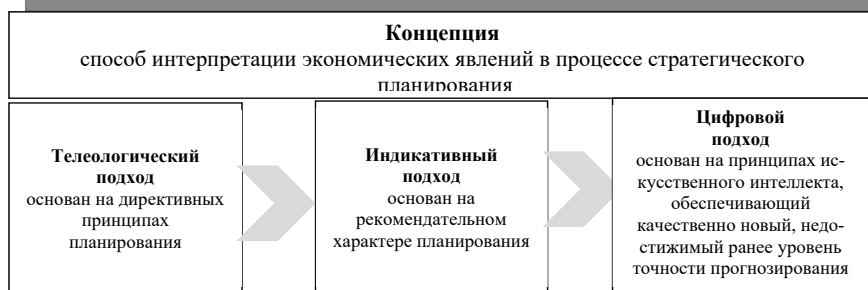 Концепция
способ интерпретации экономических явлений в процессе стратегического
планирования
Телеологический
подход
основан на директивных
принципах
планирования
Индикативный
подход
основан на
рекомендательном
характере планирования
Цифровой
подход
основан на принципах ис-
кусственного интеллекта,
обеспечивающий
качественно новый, недо-
стижимый ранее уровень
точности прогнозирования